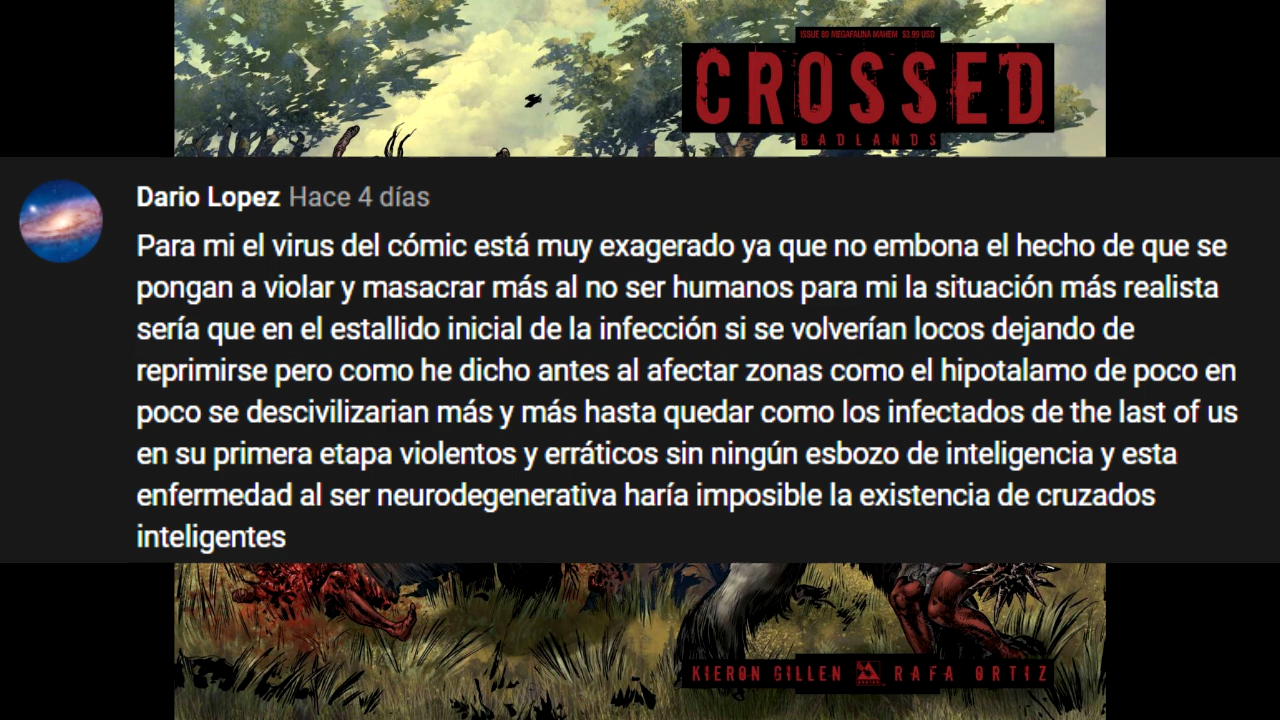 ISSUE 80 MEGAFAUNA MAHEM $3.99 USD
CROSSED
BADLANDS
Dario Lopez Hace 4 días
Para mi el virus del cómic está muy exagerado ya que no embona el hecho de que se
pongan a violar y masacrar más al no ser humanos para mi la situación más realista
sería que en el estallido inicial de la infección si se volverían locos dejando de
reprimirse pero como he dicho antes al afectar zonas como el hipotalamo de poco en
poco se descivilizarian más y más hasta quedar como los infectados de the last of us
en su primera etapa violentos y erráticos sin ningún esbozo de inteligencia y esta
enfermedad al ser neurodegenerativa haría imposible la existencia de cruzados
inteligentes
KIERON GILLEN RAFA ORTIZ